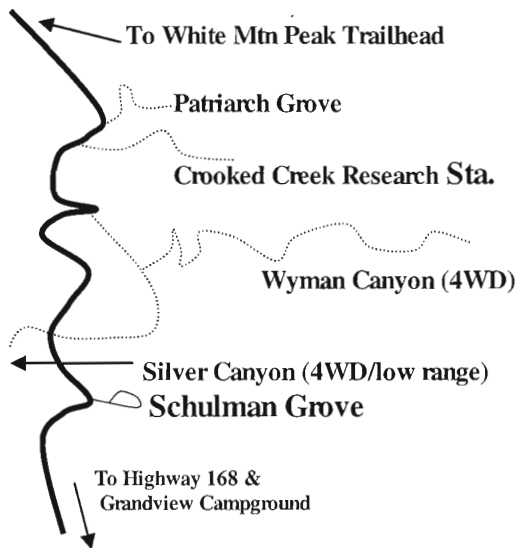 To White Mtn Peak Trailhead
Patriarch Grove
Crooked Creek Research Sta.
Wyman Canyon (4WD)
Silver Canyon (4WD/low range)
Schulman Grove
To Highway 168 &
Grandview Campground